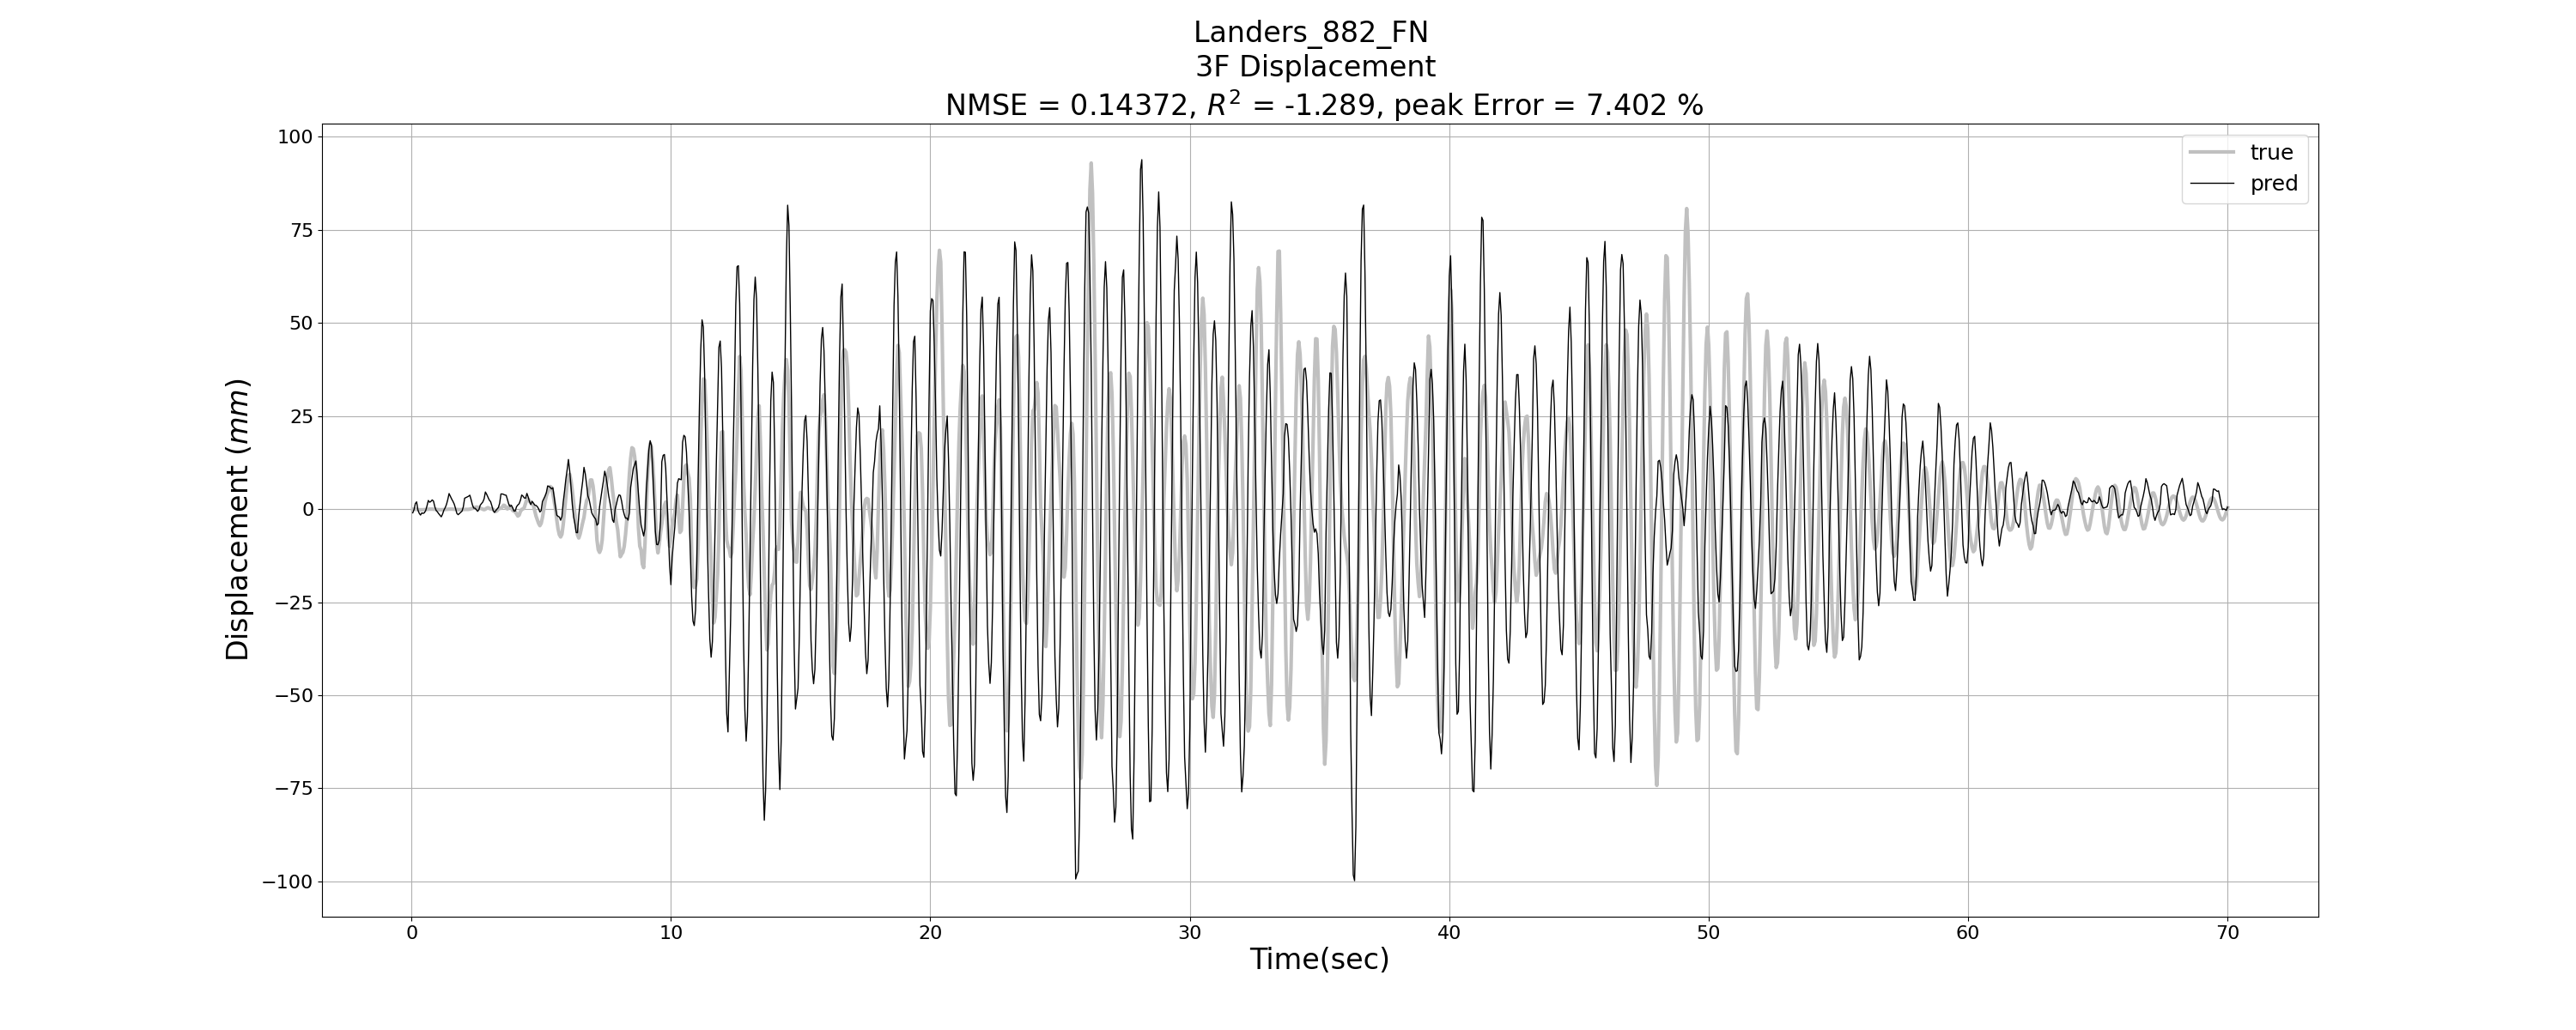 Landers_882_FN
3F Displacement
NMSE = 0.14372, R² = -1.289, peak Error = 7.402 %
100
75
50
25
0
−25
−50
−75
−100
Displacement (mm)
true
pred
0 10 20 30 40 50 60 70
Time(sec)